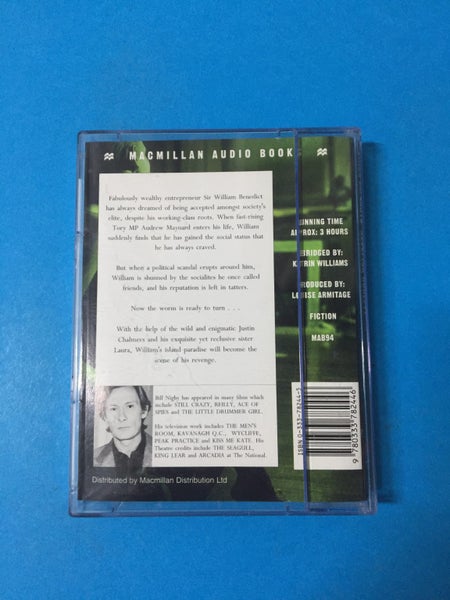 MACMILLAN AUDIO BOOKS
Fabulously wealthy entrepreneur Sir William Benedict
has always dreamed of being accepted amongst society's
elite, despite his working-class roots. When fast-rising
Tory MP Andrew Maynard enters his life, William
suddenly finds that he has gained the social status that
he has always craved.
But when a political scandal erupts around him,
William is shunned by the socialites he once called
friends, and his reputation is left in tatters.
Now the worm is ready to turn . . .
With the help of the wild and enigmatic Justin
Chalmers and his exquisite yet reclusive sister
Laura, William's island paradise will become the
scene of his revenge.
RUNNING TIME
APROX: 3 HOURS
ABRIDGED BY:
KATRIN WILLIAMS
PRODUCED BY:
LOUISE ARMITAGE
FICTION
MAB94
Bill Nighy has appeared in many films which
include STILL CRAZY, REILLY, ACE OF
SPIES and THE LITTLE DRUMMER GIRL.
His television work includes THE MEN'S
ROOM, KAVANAGH Q.C., WYCLIFFE,
PEAK PRACTICE and KISS ME KATE. His
Theatre credits include THE SEAGULL,
KING LEAR and ARCADIA at The National.
ISBN 0-333-78244-5
9 780333 782446
Distributed by Macmillan Distribution Ltd